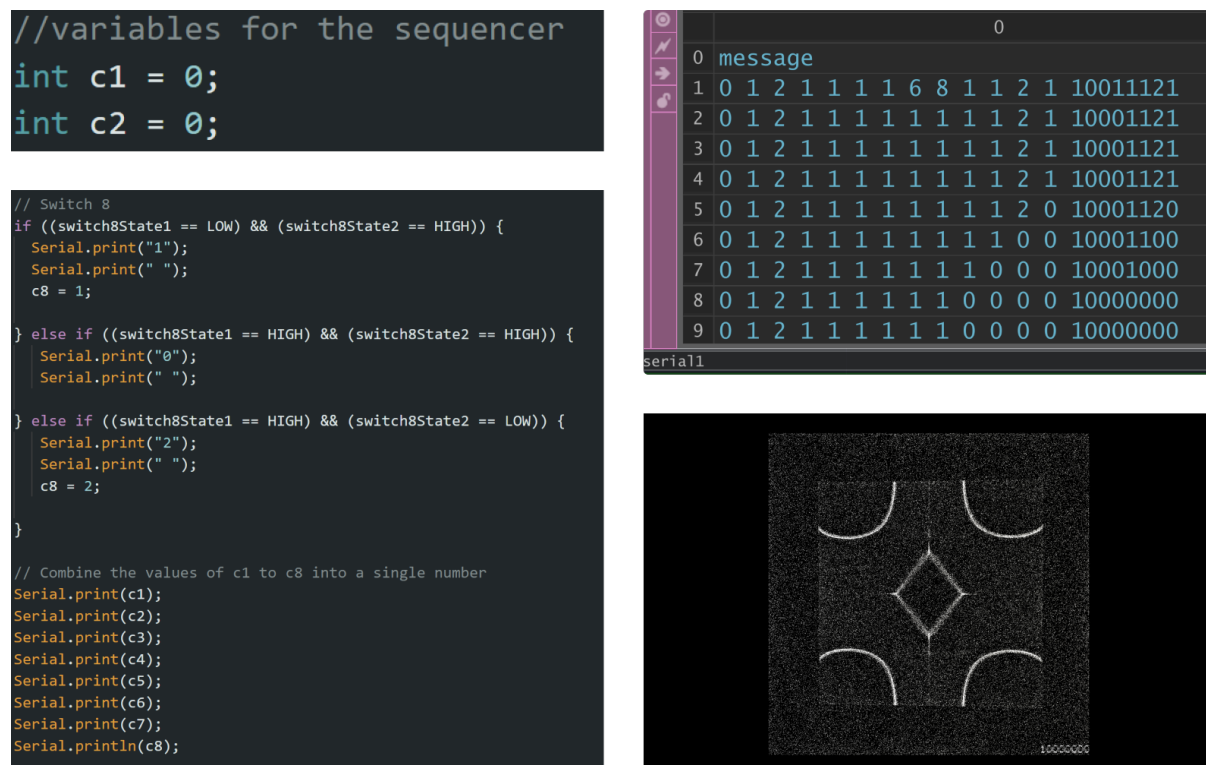 //variables for the sequencer
int c1 = 0;
int c2 = 0;
// Switch 8
if ((switch8State1 == LOW) && (switch8State2 == HIGH)) {
Serial.print("1");
Serial.print(" ");
c8 = 1;
} else if ((switch8State1 == HIGH) && (switch8State2 == HIGH)) {
Serial.print("0");
Serial.print(" ");
} else if ((switch8State1 == HIGH) && (switch8State2 == LOW)) {
Serial.print("2");
Serial.print(" ");
c8 = 2;
}
// Combine the values of c1 to c8 into a single number
Serial.print(c1);
Serial.print(c2);
Serial.print(c3);
Serial.print(c4);
Serial.print(c5);
Serial.print(c6);
Serial.print(c7);
Serial.println(c8);
0
0 message
1 0 1 2 1 1 1 1 6 8 1 1 2 1 10011121
2 0 1 2 1 1 1 1 1 1 1 1 2 1 10001121
3 0 1 2 1 1 1 1 1 1 1 1 2 1 10001121
4 0 1 2 1 1 1 1 1 1 1 1 2 1 10001121
5 0 1 2 1 1 1 1 1 1 1 1 2 0 10001120
6 0 1 2 1 1 1 1 1 1 1 1 0 0 10001100
7 0 1 2 1 1 1 1 1 1 1 0 0 0 10001000
8 0 1 2 1 1 1 1 1 1 0 0 0 0 10000000
9 0 1 2 1 1 1 1 1 1 0 0 0 0 10000000
serial1
10000000